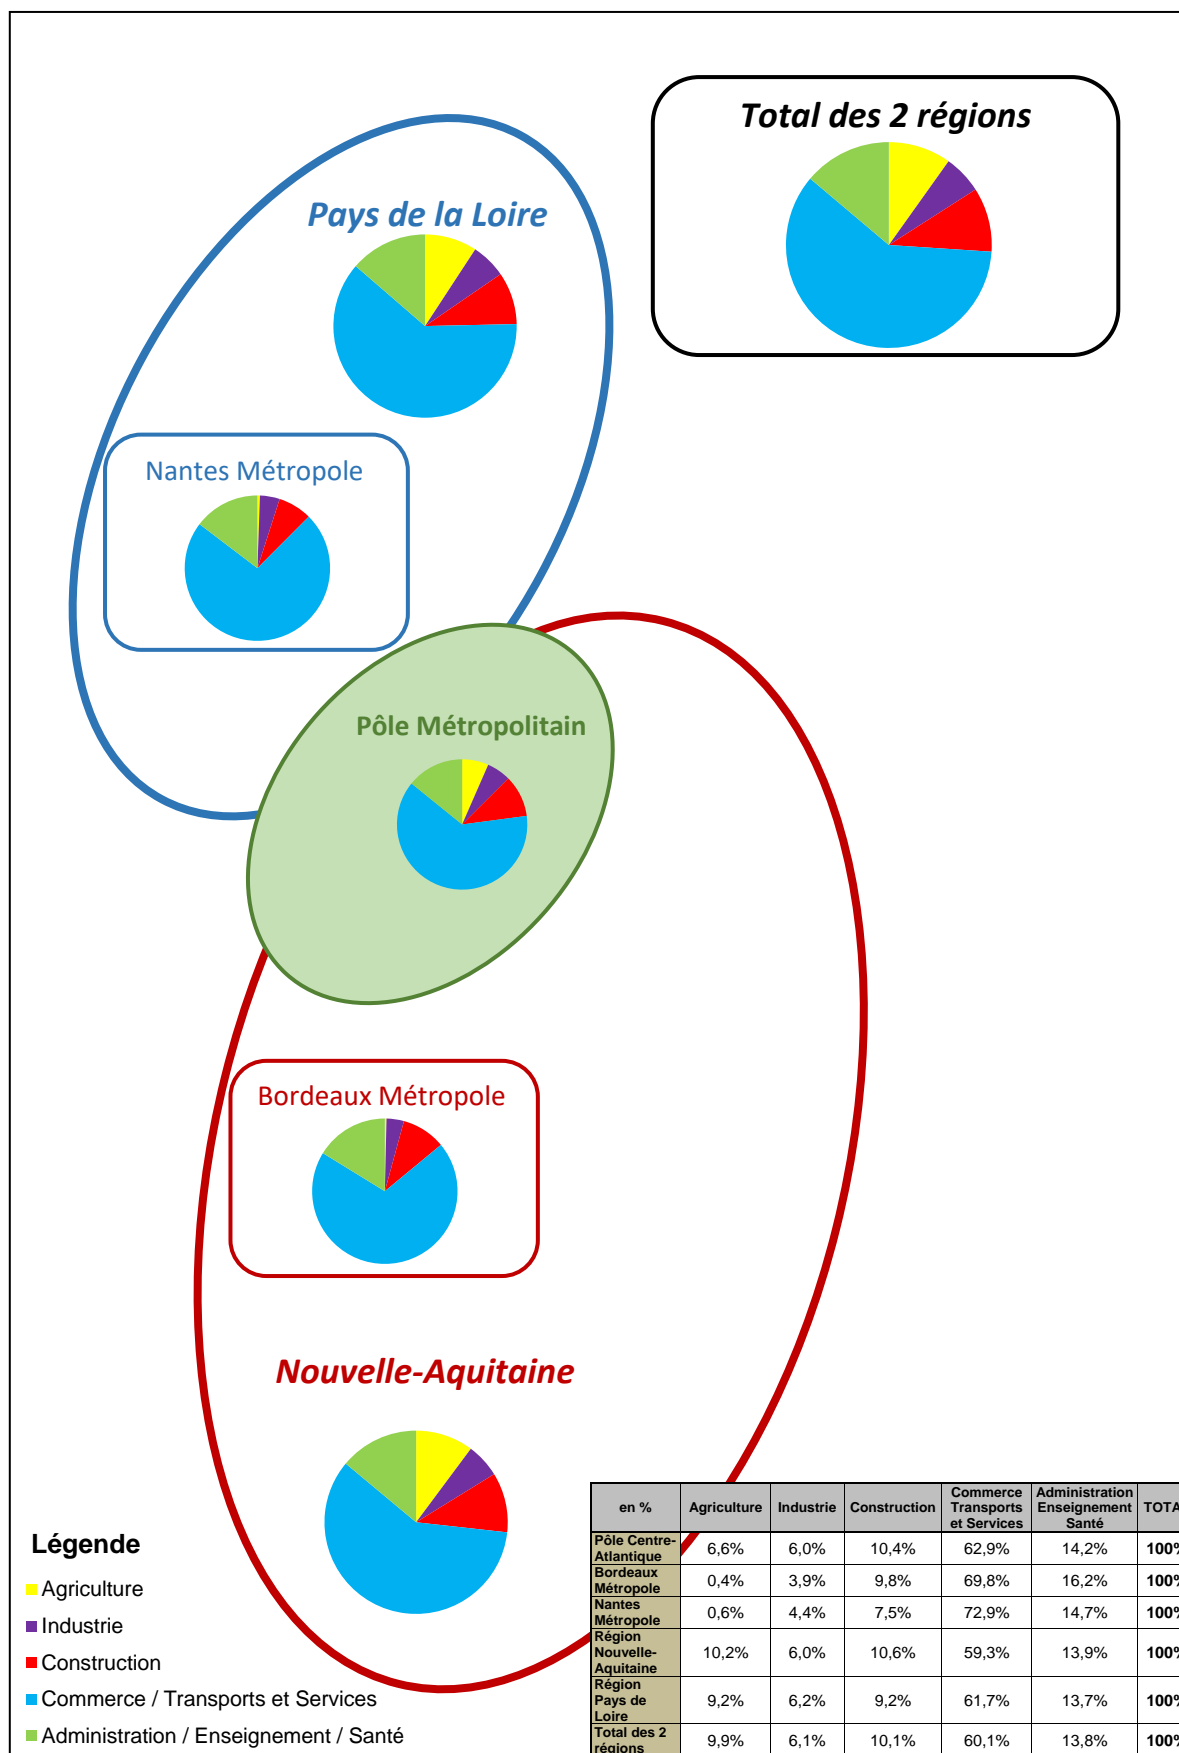 Total des 2 régions
Pays de la Loire
Nantes Métropole
Pôle Métropolitain
Bordeaux Métropole
Nouvelle-Aquitaine
Légende
Agriculture
Industrie
Construction
Commerce / Transports et Services
Administration / Enseignement / Santé
en % Agriculture Industrie Construction Commerce Transports et Services Administration Enseignement Santé TOTA
Pôle Centre-Atlantique 6,6% 6,0% 10,4% 62,9% 14,2% 100%
Bordeaux Métropole 0,4% 3,9% 9,8% 69,8% 16,2% 100%
Nantes Métropole 0,6% 4,4% 7,5% 72,9% 14,7% 100%
Région Nouvelle-Aquitaine 10,2% 6,0% 10,6% 59,3% 13,9% 100%
Région Pays de Loire 9,2% 6,2% 9,2% 61,7% 13,7% 100%
Total des 2 régions 9,9% 6,1% 10,1% 60,1% 13,8% 100%